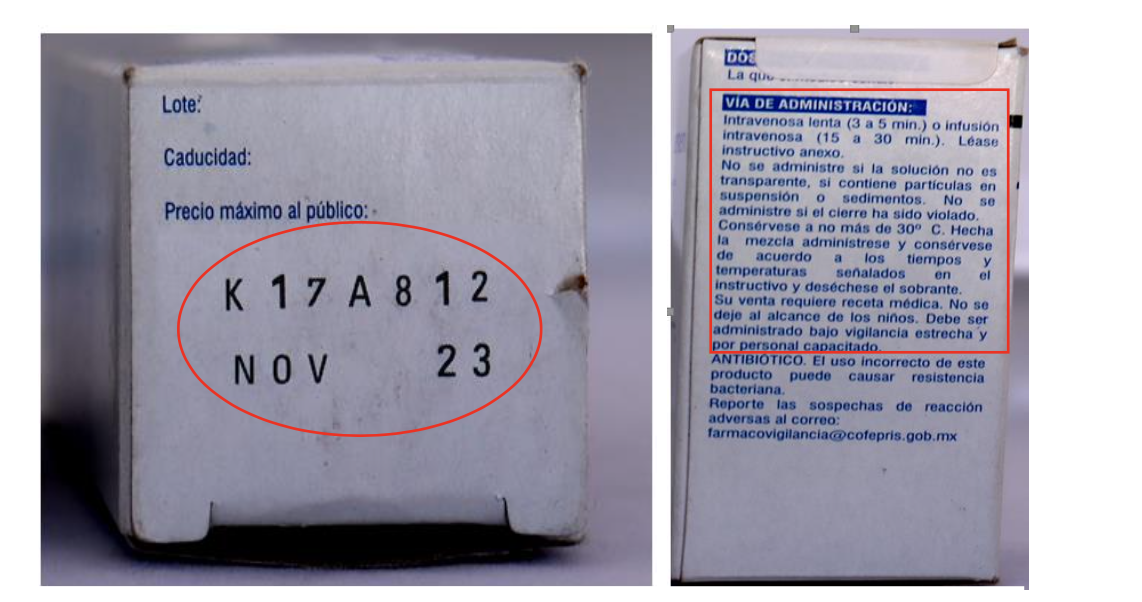 Lote:
Caducidad:
Precio máximo al público:
K 17 A 8 12
NOV 23
La que
VÍA DE ADMINISTRACIÓN:
Intravenosa lenta (3 a 5 min.) o infusión
intravenosa (15 a 30 min.). Léase
instructivo anexo.
No se administre si la solución no es
transparente, si contiene partículas en
suspensión o sedimentos. No se
administre si el cierre ha sido violado.
Consérvese a no más de 30º C. Hecha
la mezcla adminístrese y consérvese
de acuerdo a los tiempos y
temperaturas señalados en el
instructivo y deséchese el sobrante.
Su venta requiere receta médica. No se
deje al alcance de los niños. Debe ser
administrado bajo vigilancia estrecha y
por personal capacitado.
ANTIBIÓTICO. El uso incorrecto de este
producto puede causar resistencia
bacteriana.
Reporte las sospechas de reacción
adversas al correo:
farmacovigilancia@cofepris.gob.mx